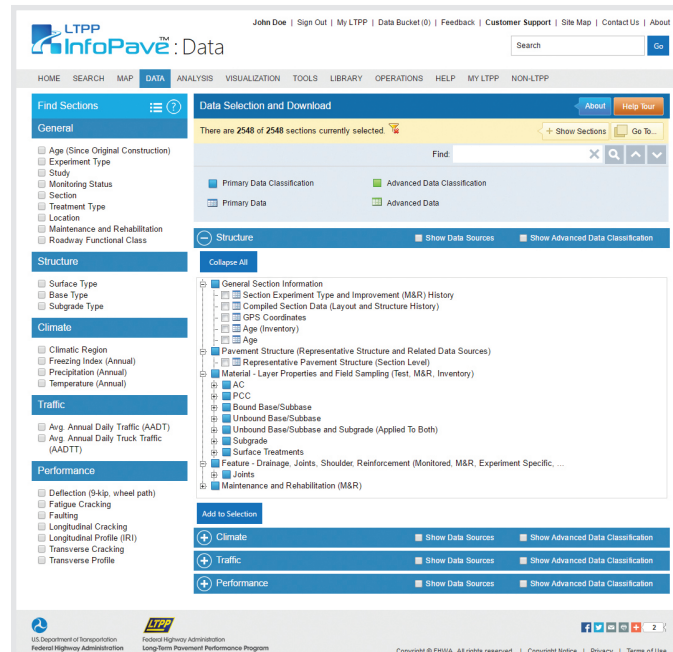 John Doe | Sign Out | My LTPP | Data Bucket (0) | Feedback | Customer Support | Site Map | Contact Us | About
LTPP
InfoPave™: Data
Search
Go
HOME SEARCH MAP DATA ANALYSIS VISUALIZATION TOOLS LIBRARY OPERATIONS HELP MY LTPP NON-LTPP
Find Sections
?
General
Age (Since Original Construction)
Experiment Type
Study
Monitoring Status
Section
Treatment Type
Location
Maintenance and Rehabilitation
Roadway Functional Class
Structure
Surface Type
Base Type
Subgrade Type
Climate
Climatic Region
Freezing Index (Annual)
Precipitation (Annual)
Temperature (Annual)
Traffic
Avg. Annual Daily Traffic (AADT)
Avg. Annual Daily Truck Traffic
(AADTT)
Performance
Deflection (9-kip, wheel path)
Fatigue Cracking
Faulting
Longitudinal Cracking
Longitudinal Profile (IRI)
Transverse Cracking
Transverse Profile
Data Selection and Download
About
Help Tour
There are 2548 of 2548 sections currently selected.
+ Show Sections
Go To...
Find:
Primary Data Classification
Advanced Data Classification
Primary Data
Advanced Data
Structure
Show Data Sources
Show Advanced Data Classification
Collapse All
General Section Information
Section Experiment Type and Improvement (M&R) History
Compiled Section Data (Layout and Structure History)
GPS Coordinates
Age (Inventory)
Age
Pavement Structure (Representative Structure and Related Data Sources)
Representative Pavement Structure (Section Level)
Material - Layer Properties and Field Sampling (Test, M&R, Inventory)
AC
PCC
Bound Base/Subbase
Unbound Base/Subbase
Unbound Base/Subbase and Subgrade (Applied To Both)
Subgrade
Surface Treatments
Feature - Drainage, Joints, Shoulder, Reinforcement (Monitored, M&R, Experiment Specific, ...
Joints
Maintenance and Rehabilitation (M&R)
Add to Selection
Climate
Show Data Sources
Show Advanced Data Classification
Traffic
Show Data Sources
Show Advanced Data Classification
Performance
Show Data Sources
Show Advanced Data Classification
U.S. Department of Transportation
Federal Highway Administration
LTPP
Federal Highway Administration
Long-Term Pavement Performance Program
2
Copyright © FHWA. All rights reserved. | Copyright Notice | Privacy | Terms of Use